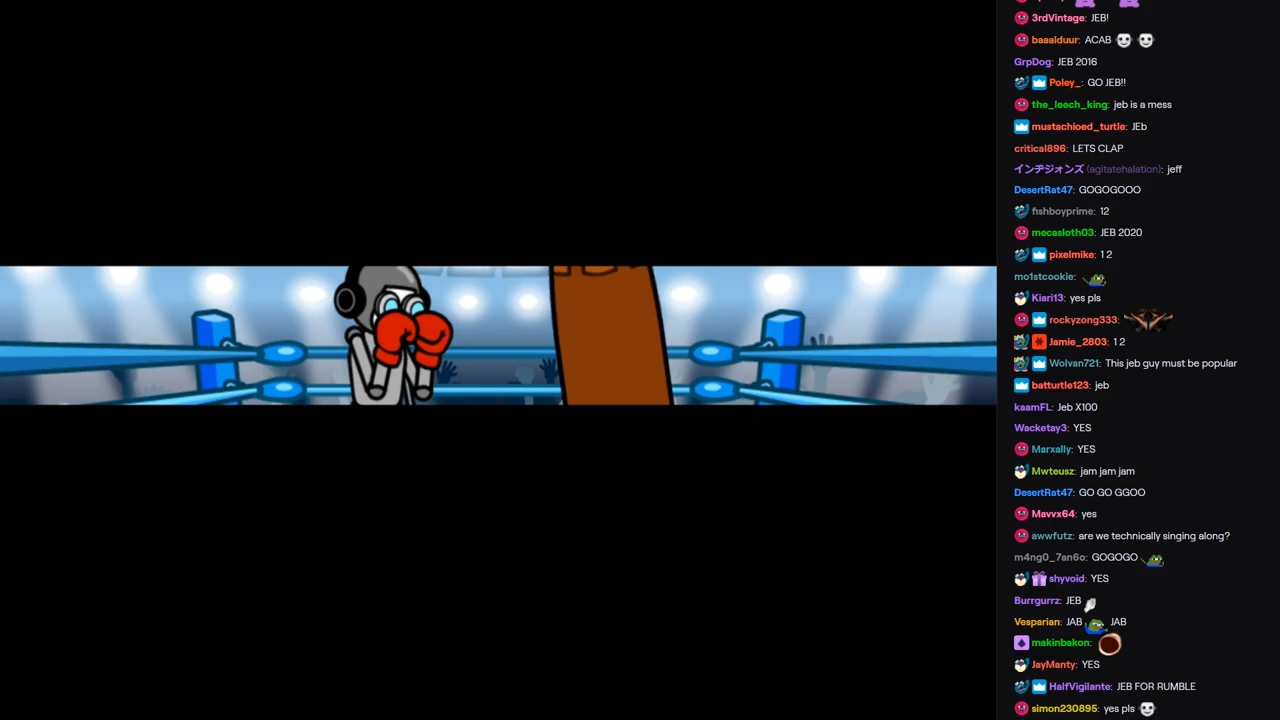 3rdVintage: JEB!
baaalduur: ACAB
GrpDog: JEB 2016
Poley_: GO JEB!!
the_leech_king: jeb is a mess
mustachioed_turtle: JEb
critical896: LETS CLAP
インヂジォンズ (agitatehalation): jeff
DesertRat47: GOGOGOOO
fishboyprime: 12
mecasloth03: JEB 2020
pixelmike: 1 2
mo1stcookie:
Kiari13: yes pls
rockyzong333:
Jamie_2803: 1 2
Wolvan721: This jeb guy must be popular
batturtle123: jeb
kaamFL: Jeb X100
Wacketay3: YES
Marxally: YES
Mwteusz: jam jam jam
DesertRat47: GO GO GGOO
Mavvx64: yes
awwfutz: are we technically singing along?
m4ng0_7an6o: GOGOGO
shyvoid: YES
Burrgurrz: JEB
Vesparian: JAB JAB
makinbakon:
JayManty: YES
HalfVigilante: JEB FOR RUMBLE
simon230895: yes pls